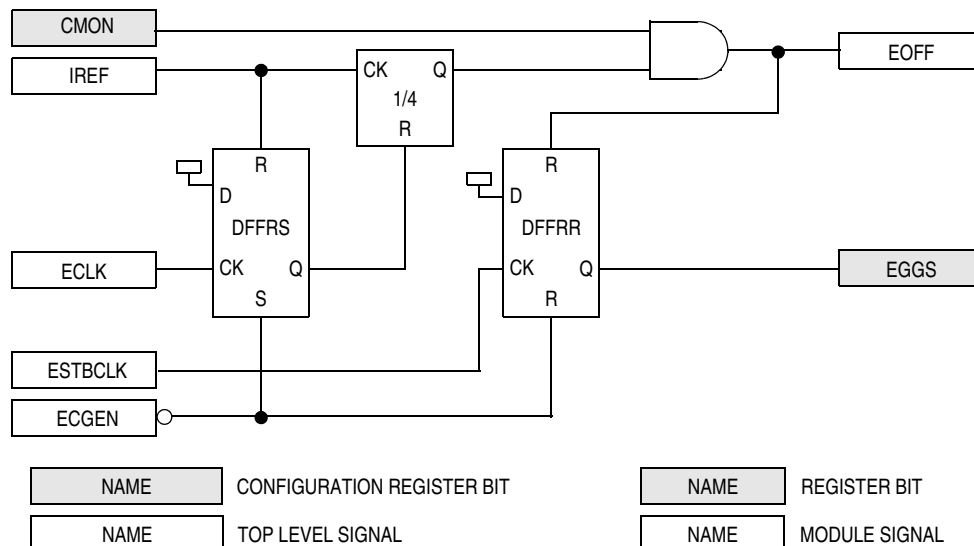 CMON
EOFF
IREF
CK Q
1/4
R
R
R
D
D
DFFRS
DFFRR
ECLK
CK Q
CK Q
EGGS
S
R
ESTBCLK
ECGEN
NAME CONFIGURATION REGISTER BIT
NAME REGISTER BIT
NAME TOP LEVEL SIGNAL
NAME MODULE SIGNAL